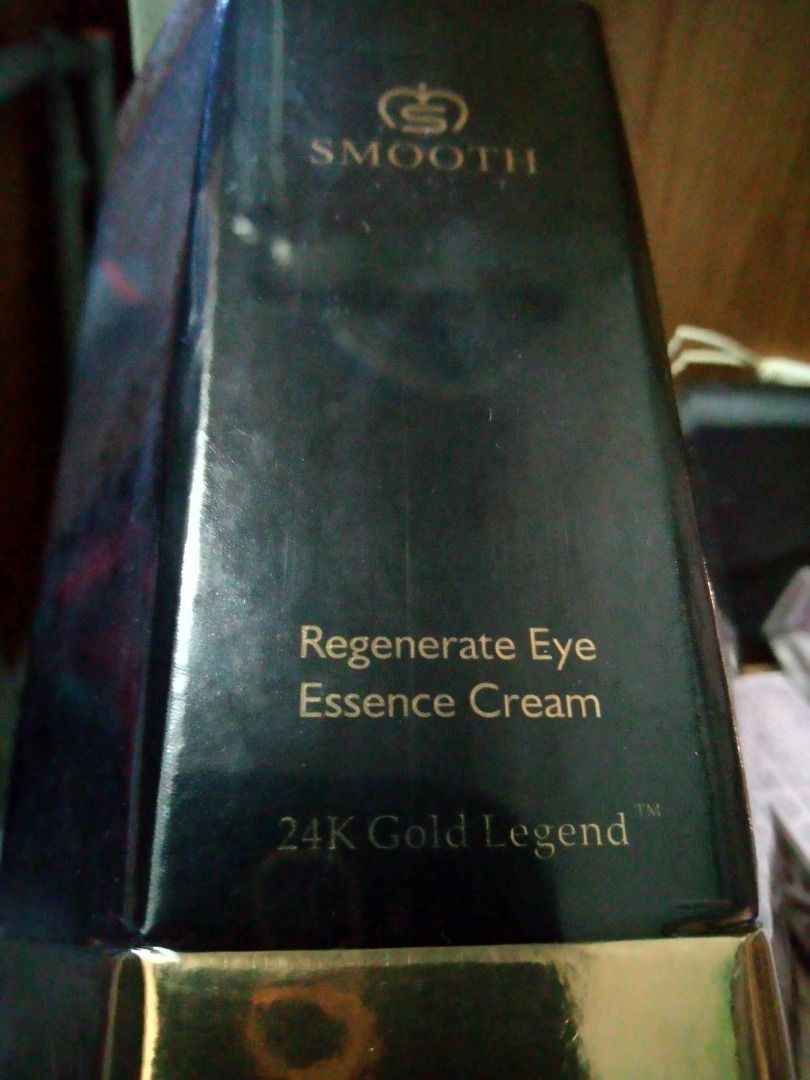 SMOOTH
Regenerate Eye
Essence Cream
24K Gold Legend™